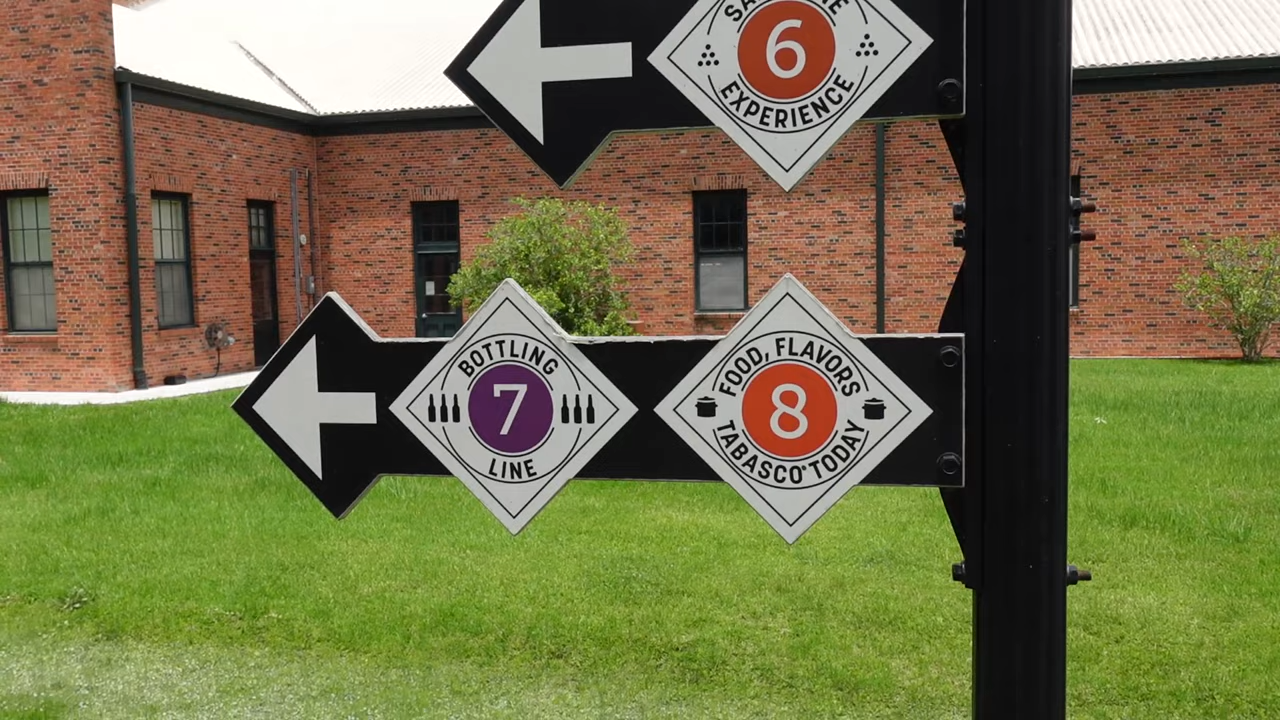 6
EXPERIENCE
BOTTLING
7
LINE
FOOD, FLAVORS
8
TABASCO® TODAY